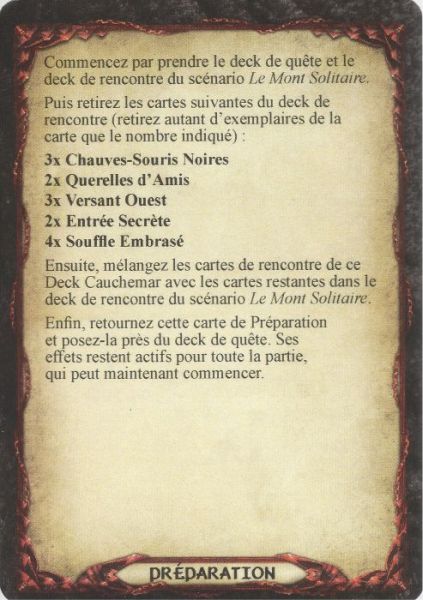 Commencez par prendre le deck de quête et le
deck de rencontre du scénario Le Mont Solitaire.
Puis retirez les cartes suivantes du deck de
rencontre (retirez autant d'exemplaires de la
carte que le nombre indiqué) :
3x Chauves-Souris Noires
2x Querelles d'Amis
3x Versant Ouest
2x Entrée Secrète
4x Souffle Embrasé
Ensuite, mélangez les cartes de rencontre de ce
Deck Cauchemar avec les cartes restantes dans le
deck de rencontre du scénario Le Mont Solitaire.
Enfin, retournez cette carte de Préparation
et posez-la près du deck de quête. Ses
effets restent actifs pour toute la partie,
qui peut maintenant commencer.
PRÉPARATION